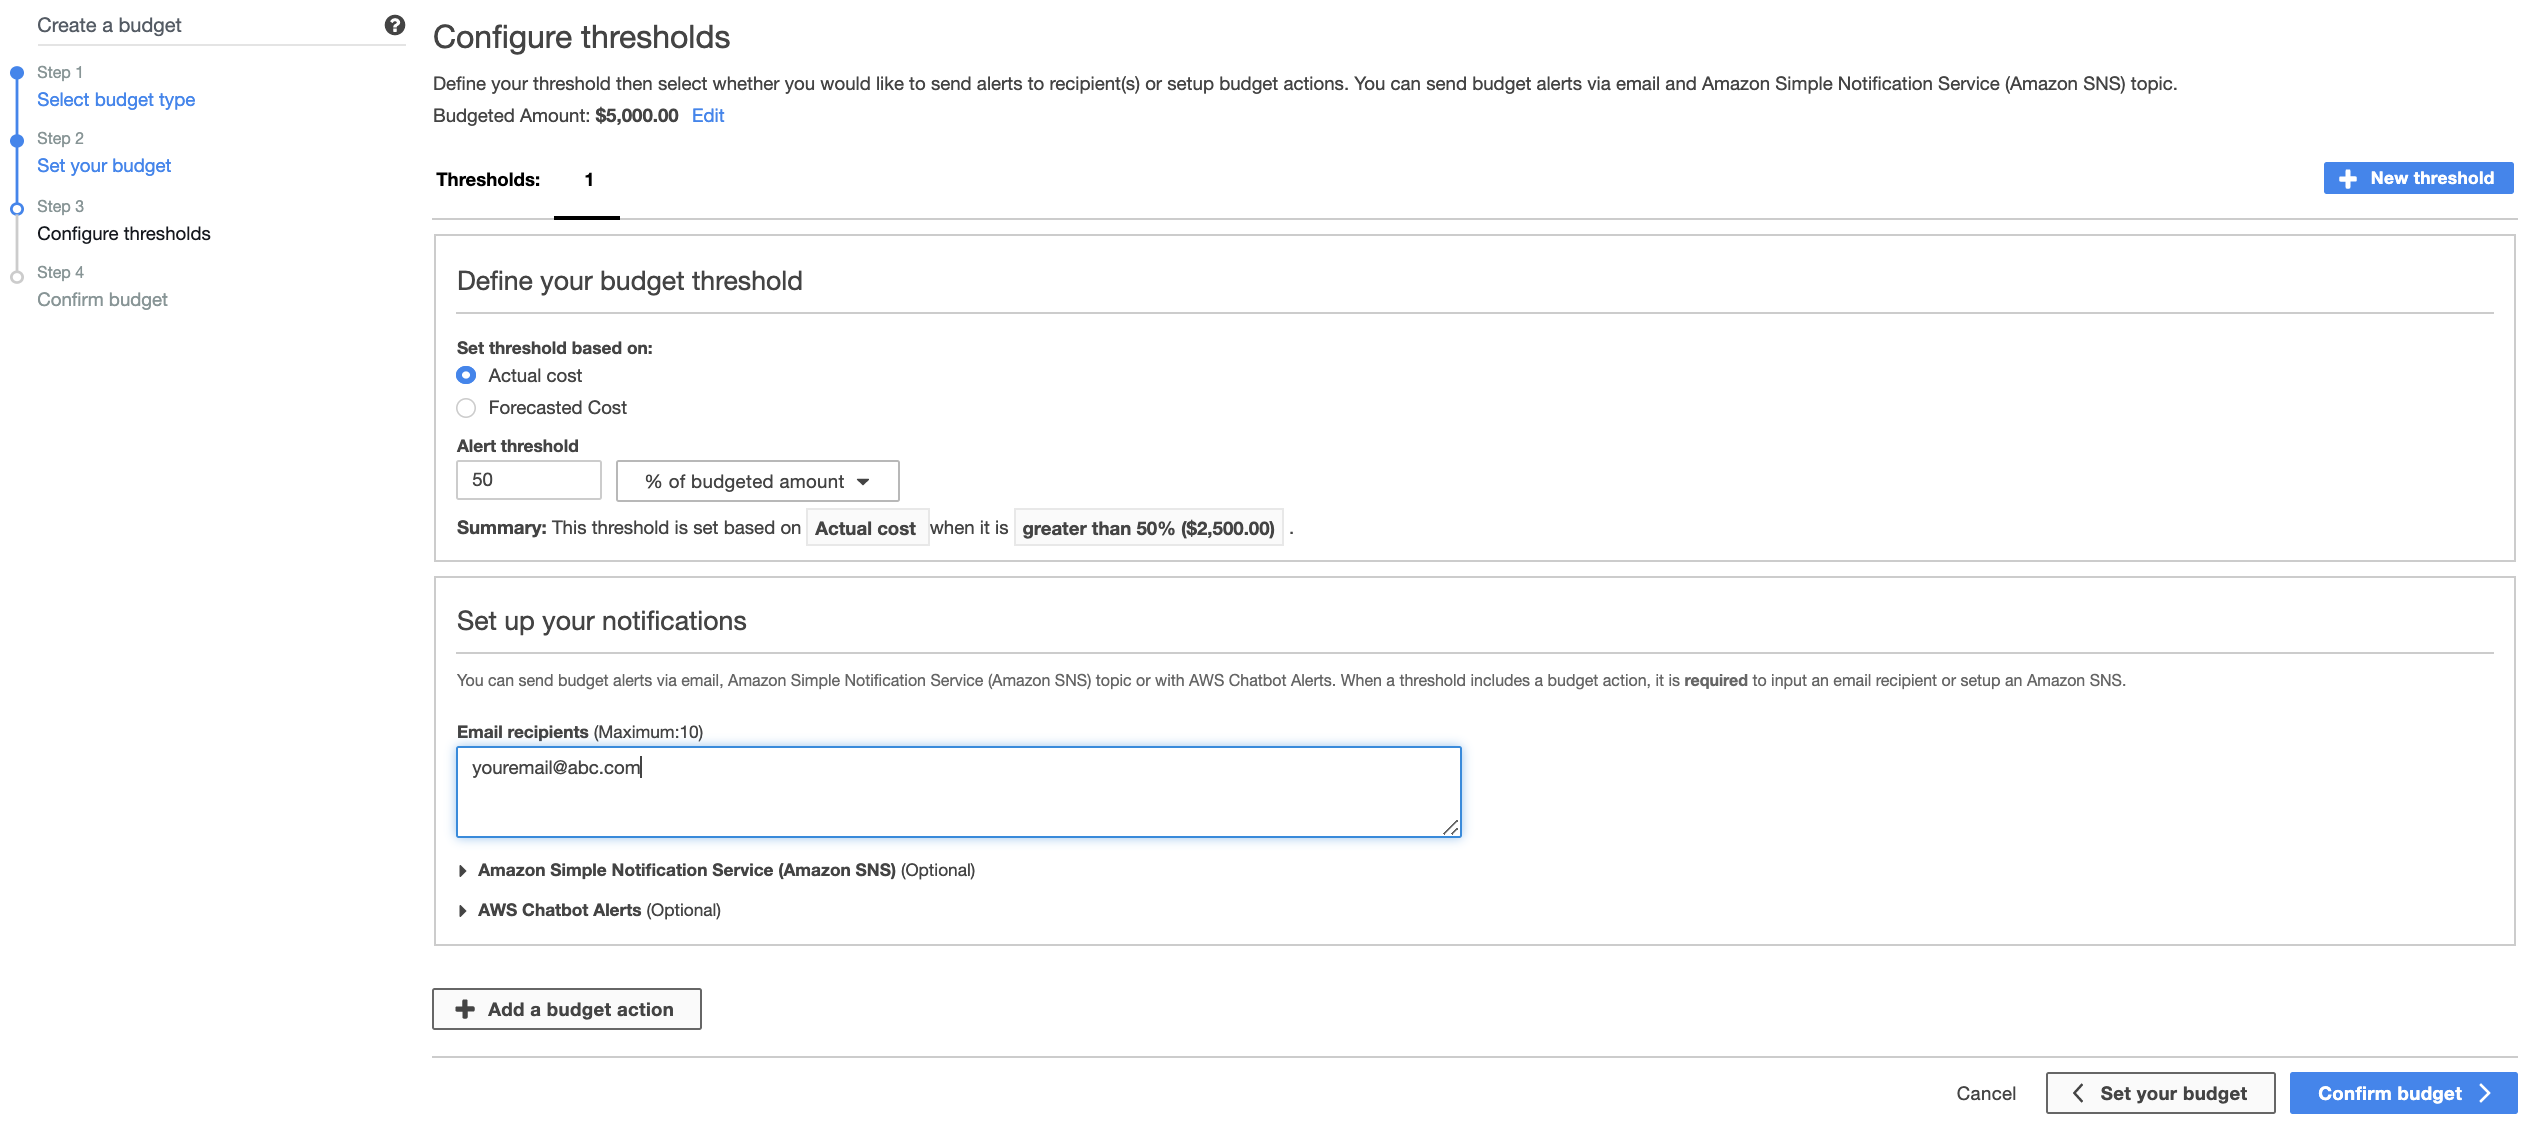 Create a budget
Step 1
Select budget type
Step 2
Set your budget
Step 3
Configure thresholds
Step 4
Confirm budget
Configure thresholds
Define your threshold then select whether you would like to send alerts to recipient(s) or setup budget actions. You can send budget alerts via email and Amazon Simple Notification Service (Amazon SNS) topic.
Budgeted Amount: $5,000.00 Edit
Thresholds: 1
New threshold
Define your budget threshold
Set threshold based on:
Actual cost
Forecasted Cost
Alert threshold
50 % of budgeted amount
Summary: This threshold is set based on Actual cost when it is greater than 50% ($2,500.00) .
Set up your notifications
You can send budget alerts via email, Amazon Simple Notification Service (Amazon SNS) topic or with AWS Chatbot Alerts. When a threshold includes a budget action, it is required to input an email recipient or setup an Amazon SNS.
Email recipients (Maximum:10)
youremail@abc.com
Amazon Simple Notification Service (Amazon SNS) (Optional)
AWS Chatbot Alerts (Optional)
Add a budget action
Cancel Set your budget Confirm budget